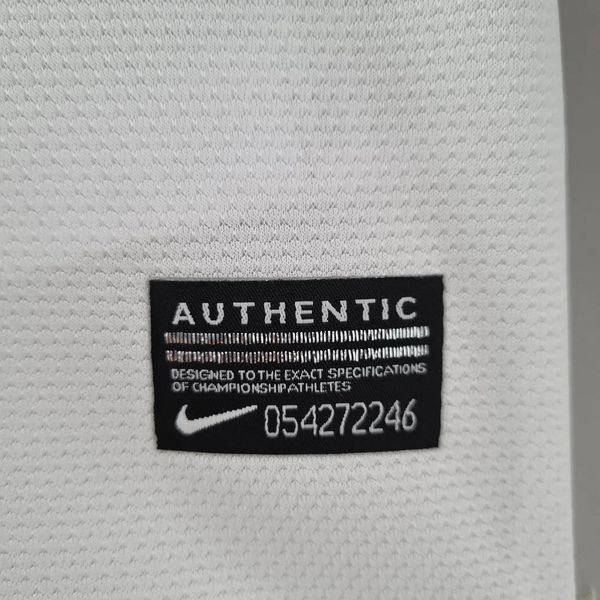 AUTHENTIC
DESIGNED TO THE EXACT SPECIFICATIONS
OF CHAMPIONSHIP ATHLETES
054272246